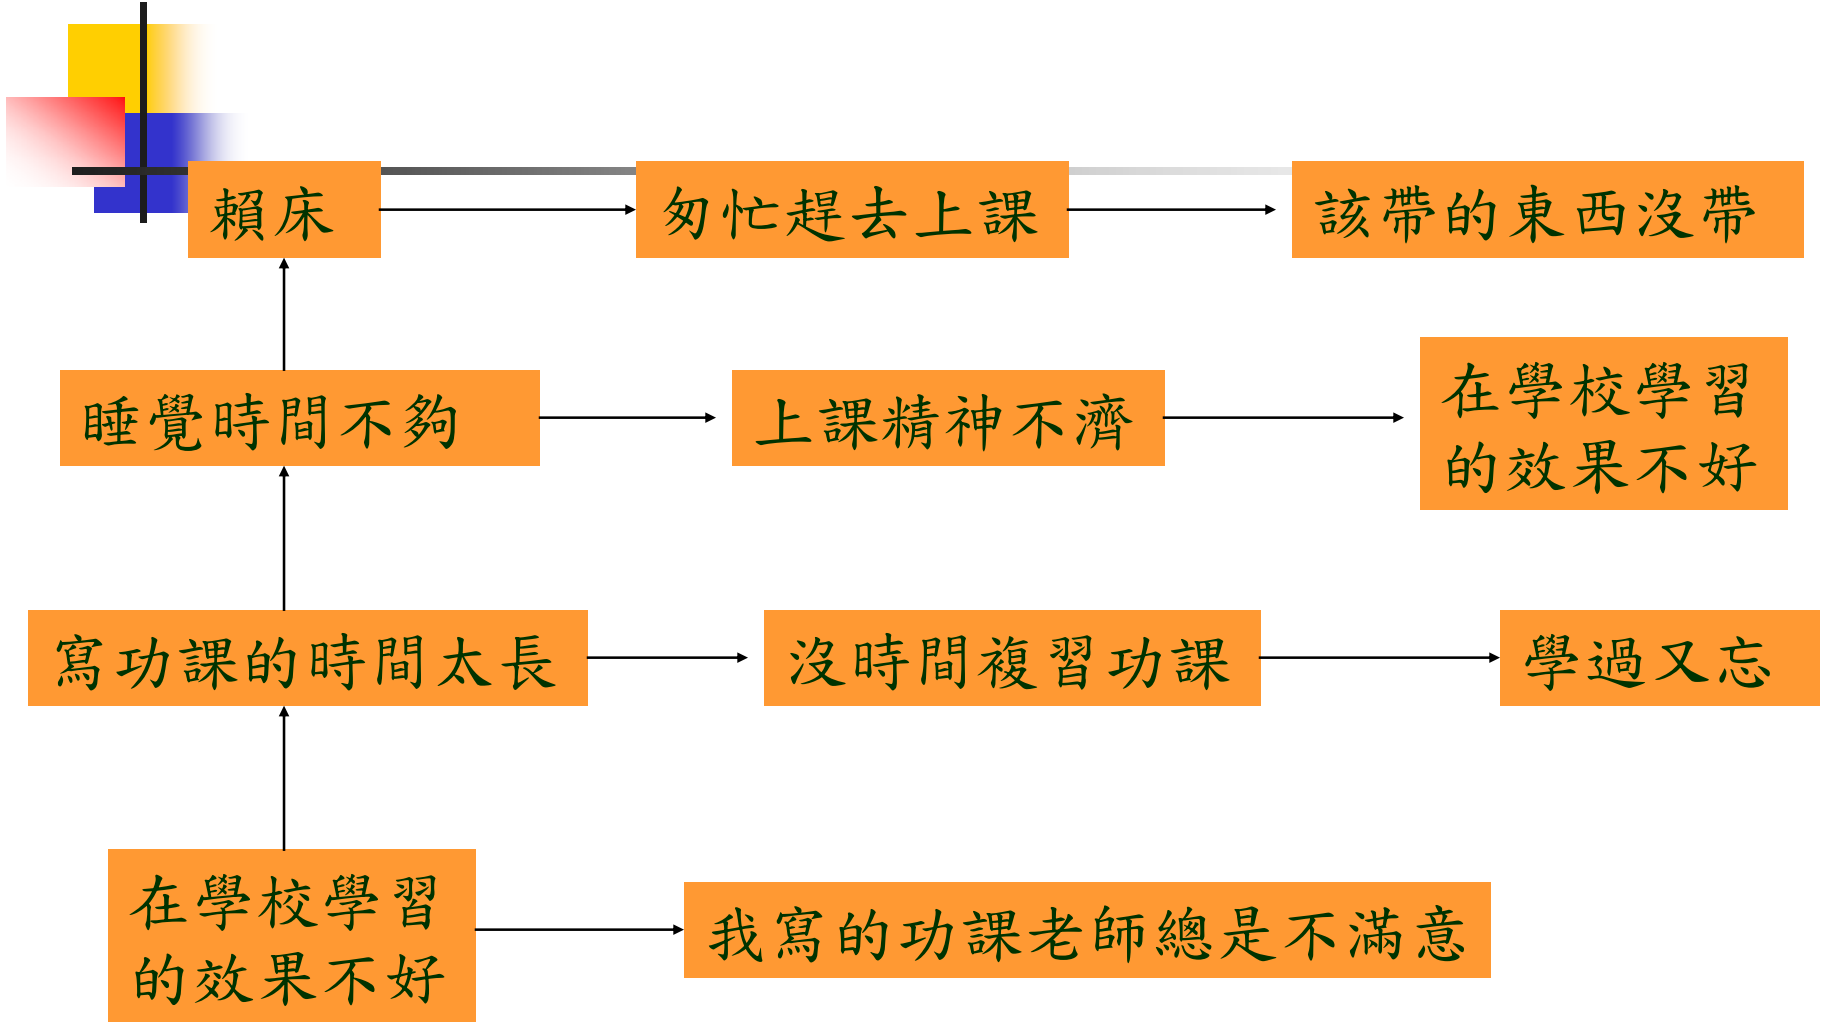 賴床
匆忙趕去上課
該帶的東西沒帶
睡覺時間不夠
上課精神不濟
在學校學習
的效果不好
寫功課的時間太長
沒時間複習功課
學過又忘
在學校學習
的效果不好
我寫的功課老師總是不滿意